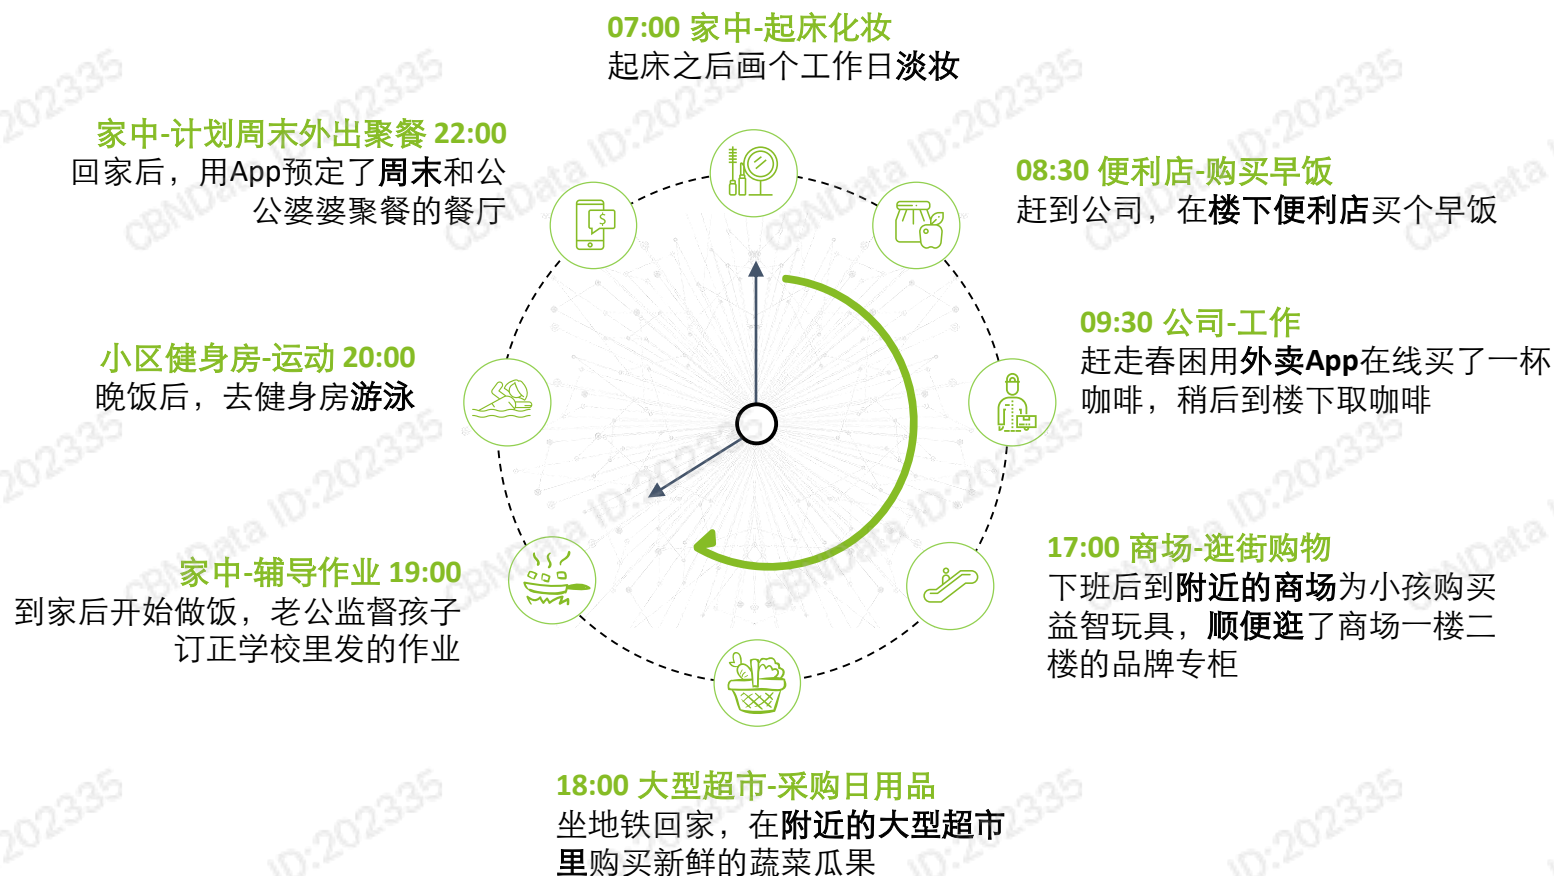 07:00 家中-起床化妆
起床之后画个工作日淡妆
08:30 便利店-购买早饭
赶到公司，在楼下便利店买个早饭
09:30 公司-工作
赶走春困用外卖App在线买了一杯
咖啡，稍后到楼下取咖啡
17:00 商场-逛街购物
下班后到附近的商场为小孩购买
益智玩具，顺便逛了商场一楼二
楼的品牌专柜
18:00 大型超市-采购日用品
坐地铁回家，在附近的大型超市
里购买新鲜的蔬菜瓜果
家中-辅导作业 19:00
到家后开始做饭，老公监督孩子
订正学校里发的作业
小区健身房-运动 20:00
晚饭后，去健身房游泳
家中-计划周末外出聚餐 22:00
回家后，用App预定了周末和公
公婆婆聚餐的餐厅
CBNData ID:202335